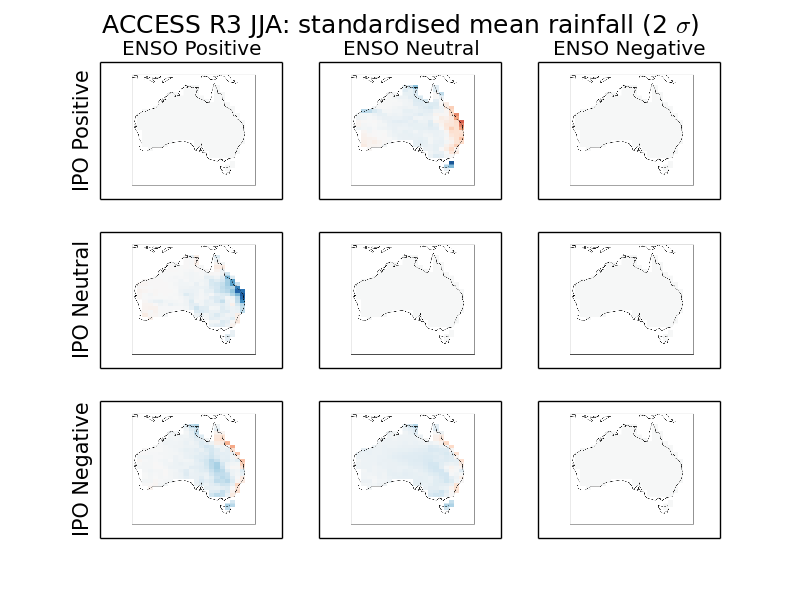 ACCESS R3 JJA: standardised mean rainfall (2 σ)
ENSO Positive ENSO Neutral ENSO Negative
IPO Positive
IPO Neutral
IPO Negative